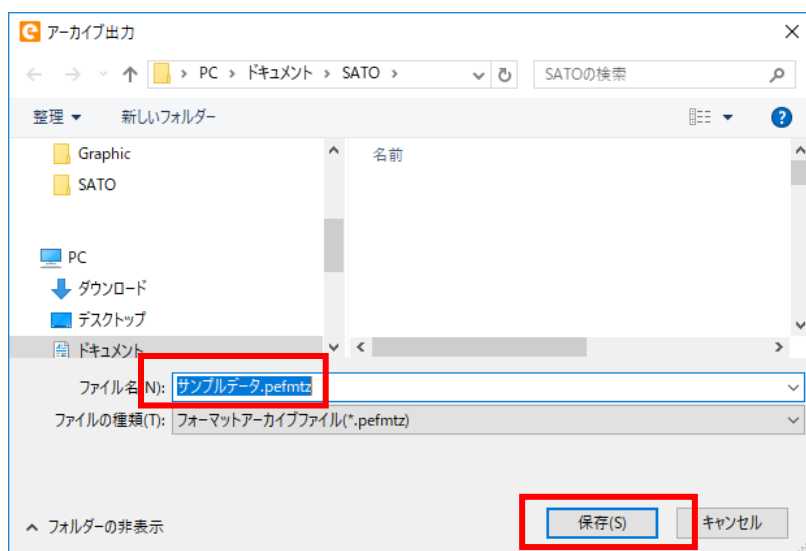 アーカイブ出力
PC › ドキュメント › SATO ›
SATOの検索
整理
新しいフォルダー
Graphic
SATO
名前
PC
ダウンロード
デスクトップ
ドキュメント
ファイル名(N): サンプルデータ.pefmtz
ファイルの種類(T): フォーマットアーカイブファイル(*.pefmtz)
フォルダーの非表示
保存(S)
キャンセル